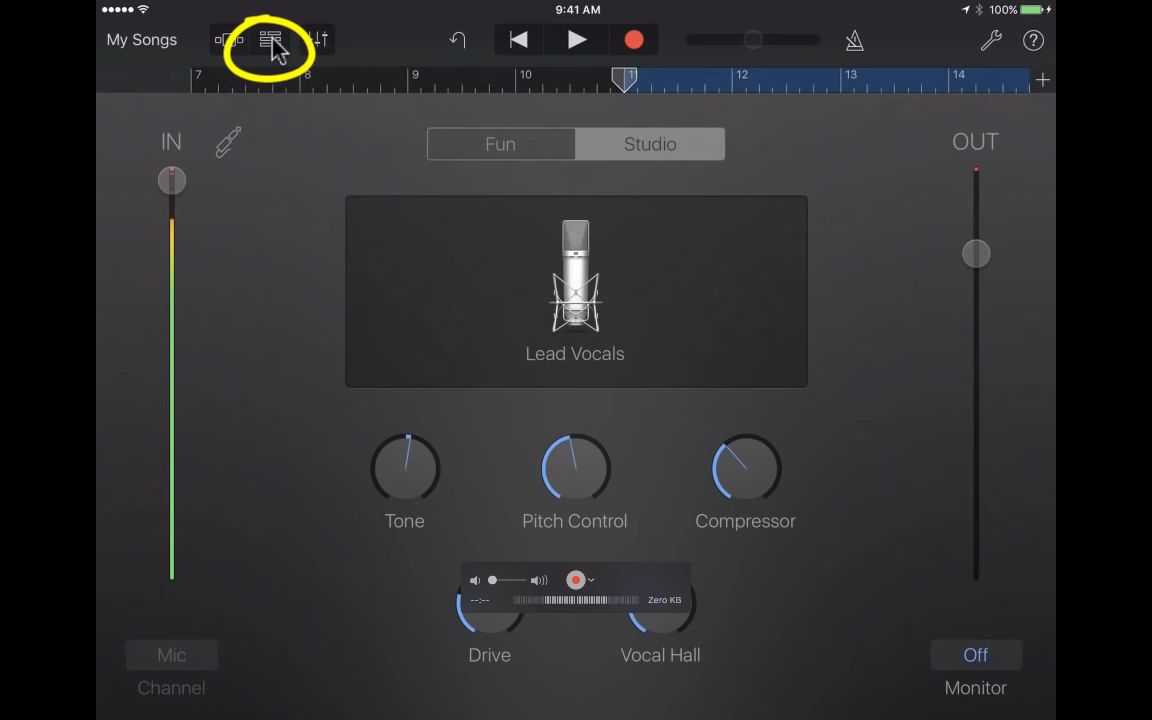 9:41 AM
100%
My Songs
7 8 9 10 11 12 13 14
IN
Fun
Studio
OUT
Lead Vocals
Tone
Pitch Control
Compressor
--:--
Zero KB
Drive
Vocal Hall
Mic
Off
Channel
Monitor